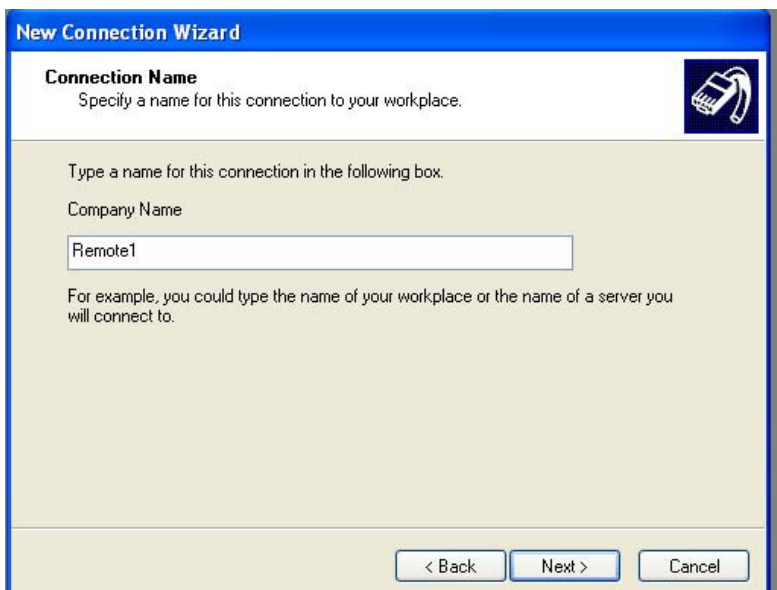 New Connection Wizard
Connection Name
Specify a name for this connection to your workplace.
Type a name for this connection in the following box.
Company Name
Remote1
For example, you could type the name of your workplace or the name of a server you
will connect to.
< Back
Next >
Cancel